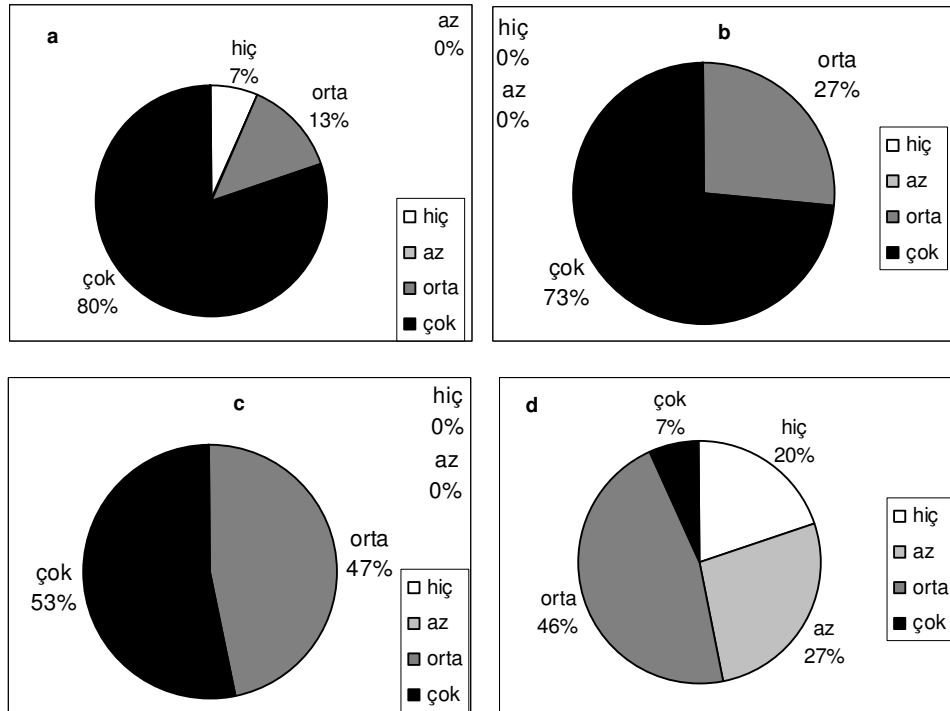 a
az
0%
hiç
7%
orta
13%
çok
80%
hiç
az
orta
çok
hiç
0%
az
0%
b
orta
27%
çok
73%
hiç
az
orta
çok
c
hiç
0%
az
0%
orta
47%
çok
53%
hiç
az
orta
çok
d
çok
7%
hiç
20%
orta
46%
az
27%
hiç
az
orta
çok